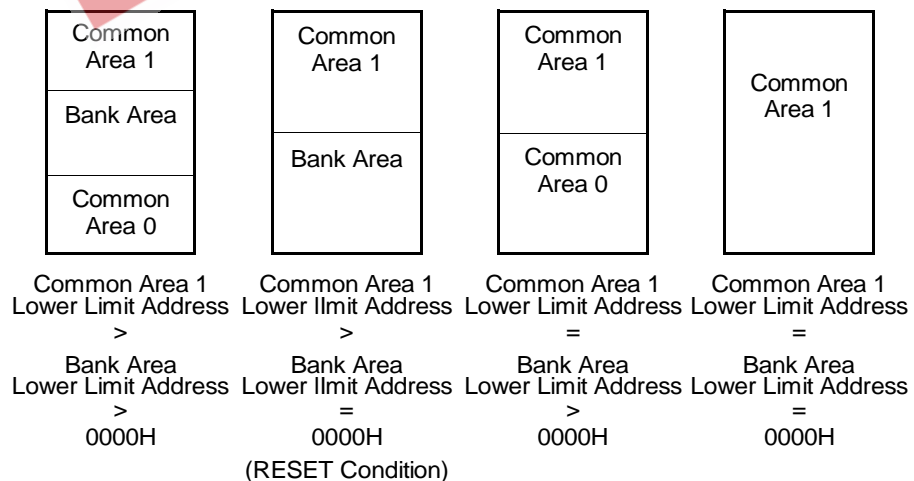 Common
Area 1
Bank Area
Common
Area 0
Common
Area 1
Bank Area
Common
Area 1
Common
Area 0
Common
Area 1
Common Area 1
Lower Limit Address
>
Bank Area
Lower Limit Address
>
0000H
Common Area 1
Lower lImit Address
>
Bank Area
Lower lImit Address
=
0000H
(RESET Condition)
Common Area 1
Lower Limit Address
=
Bank Area
Lower Limit Address
>
0000H
Common Area 1
Lower Limit Address
=
Bank Area
Lower Limit Address
=
0000H